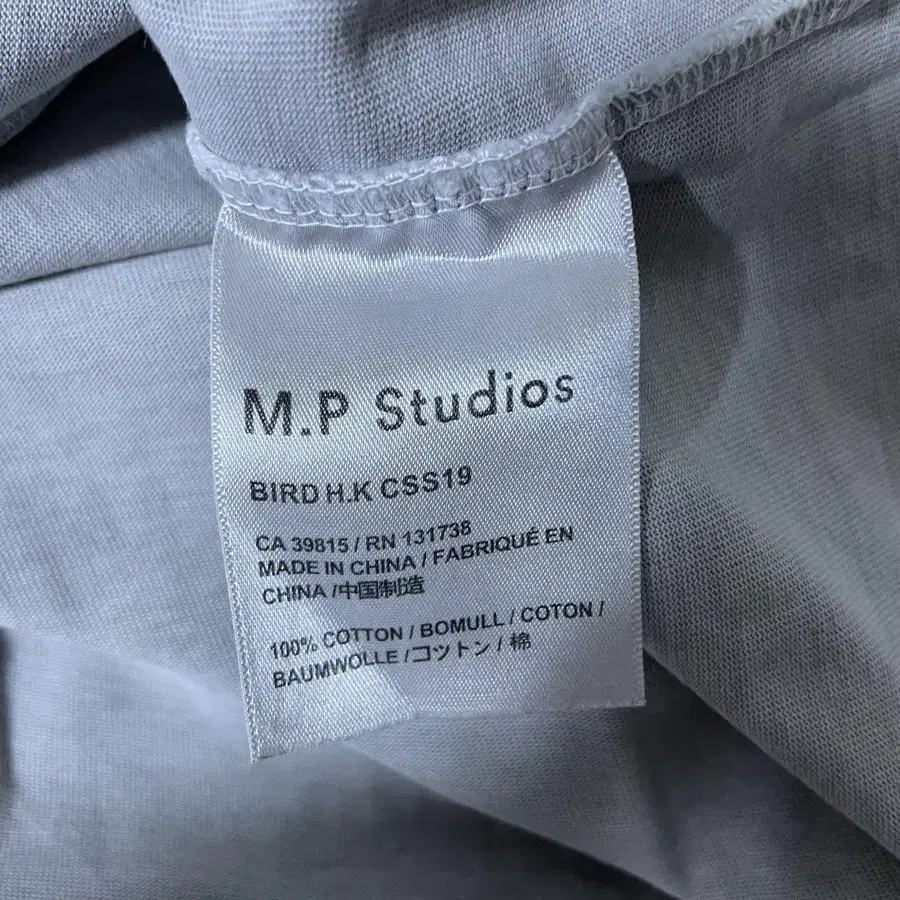 M.P Studios
BIRD H.K CSS19
CA 39815 / RN 131738
MADE IN CHINA / FABRIQUÉ EN
CHINA /中国制造
100% COTTON / BOMULL / COTON /
BAUMWOLLE /コットン / 棉